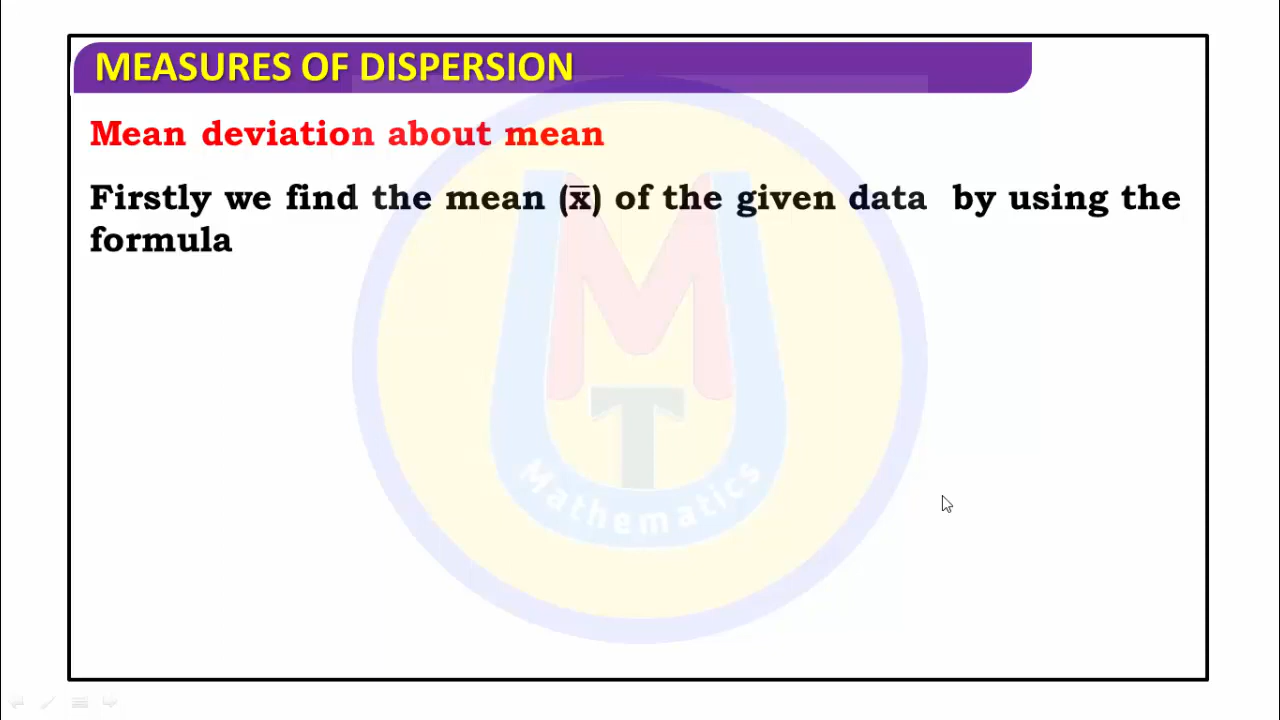 MEASURES OF DISPERSION
Mean deviation about mean
Firstly we find the mean (x̅) of the given data by using the
formula
M
T
Mathematics